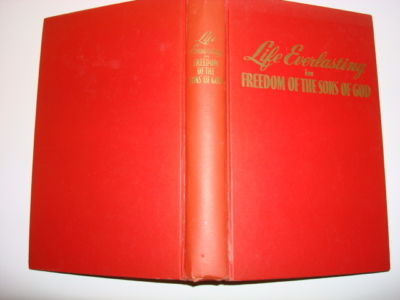 Life
FREEDOM
OF THE
SONS OF GOD
Life Everlasting
in
FREEDOM OF THE SONS OF GOD